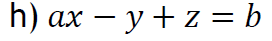 h) ax − y + z = b